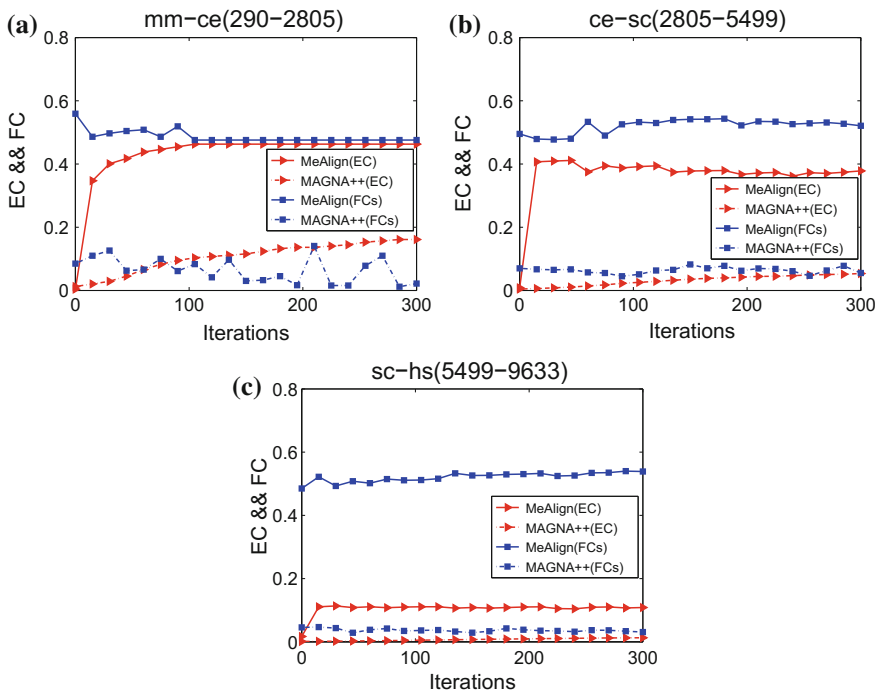 (a)
mm-ce(290-2805)
0.8
0.6
0.4
0.2
0
EC && FC
MeAlign(EC)
MAGNA++(EC)
MeAlign(FCs)
MAGNA++(FCs)
0 100 200 300
Iterations
(b)
ce-sc(2805-5499)
0.8
0.6
0.4
0.2
0
EC && FC
MeAlign(EC)
MAGNA++(EC)
MeAlign(FCs)
MAGNA++(FCs)
0 100 200 300
Iterations
(c)
sc-hs(5499-9633)
0.8
0.6
0.4
0.2
0
EC && FC
MeAlign(EC)
MAGNA++(EC)
MeAlign(FCs)
MAGNA++(FCs)
0 100 200 300
Iterations